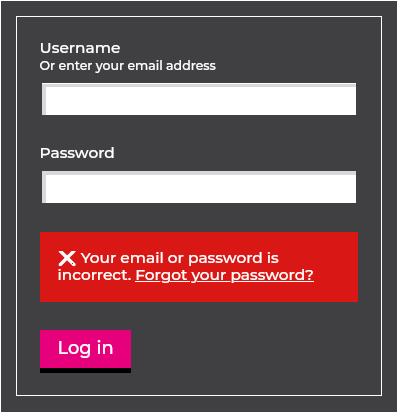 Username
Or enter your email address
Password
Your email or password is
incorrect. Forgot your password?
Log in